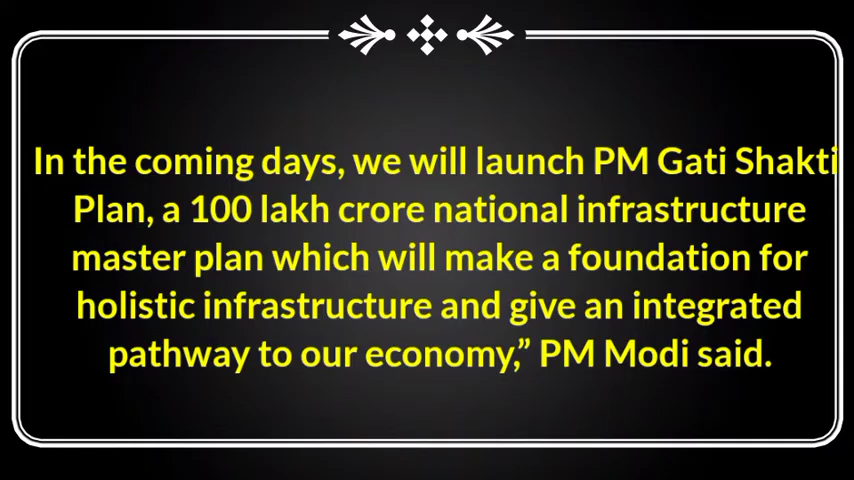 In the coming days, we will launch PM Gati Shakti
Plan, a 100 lakh crore national infrastructure
master plan which will make a foundation for
holistic infrastructure and give an integrated
pathway to our economy,” PM Modi said.